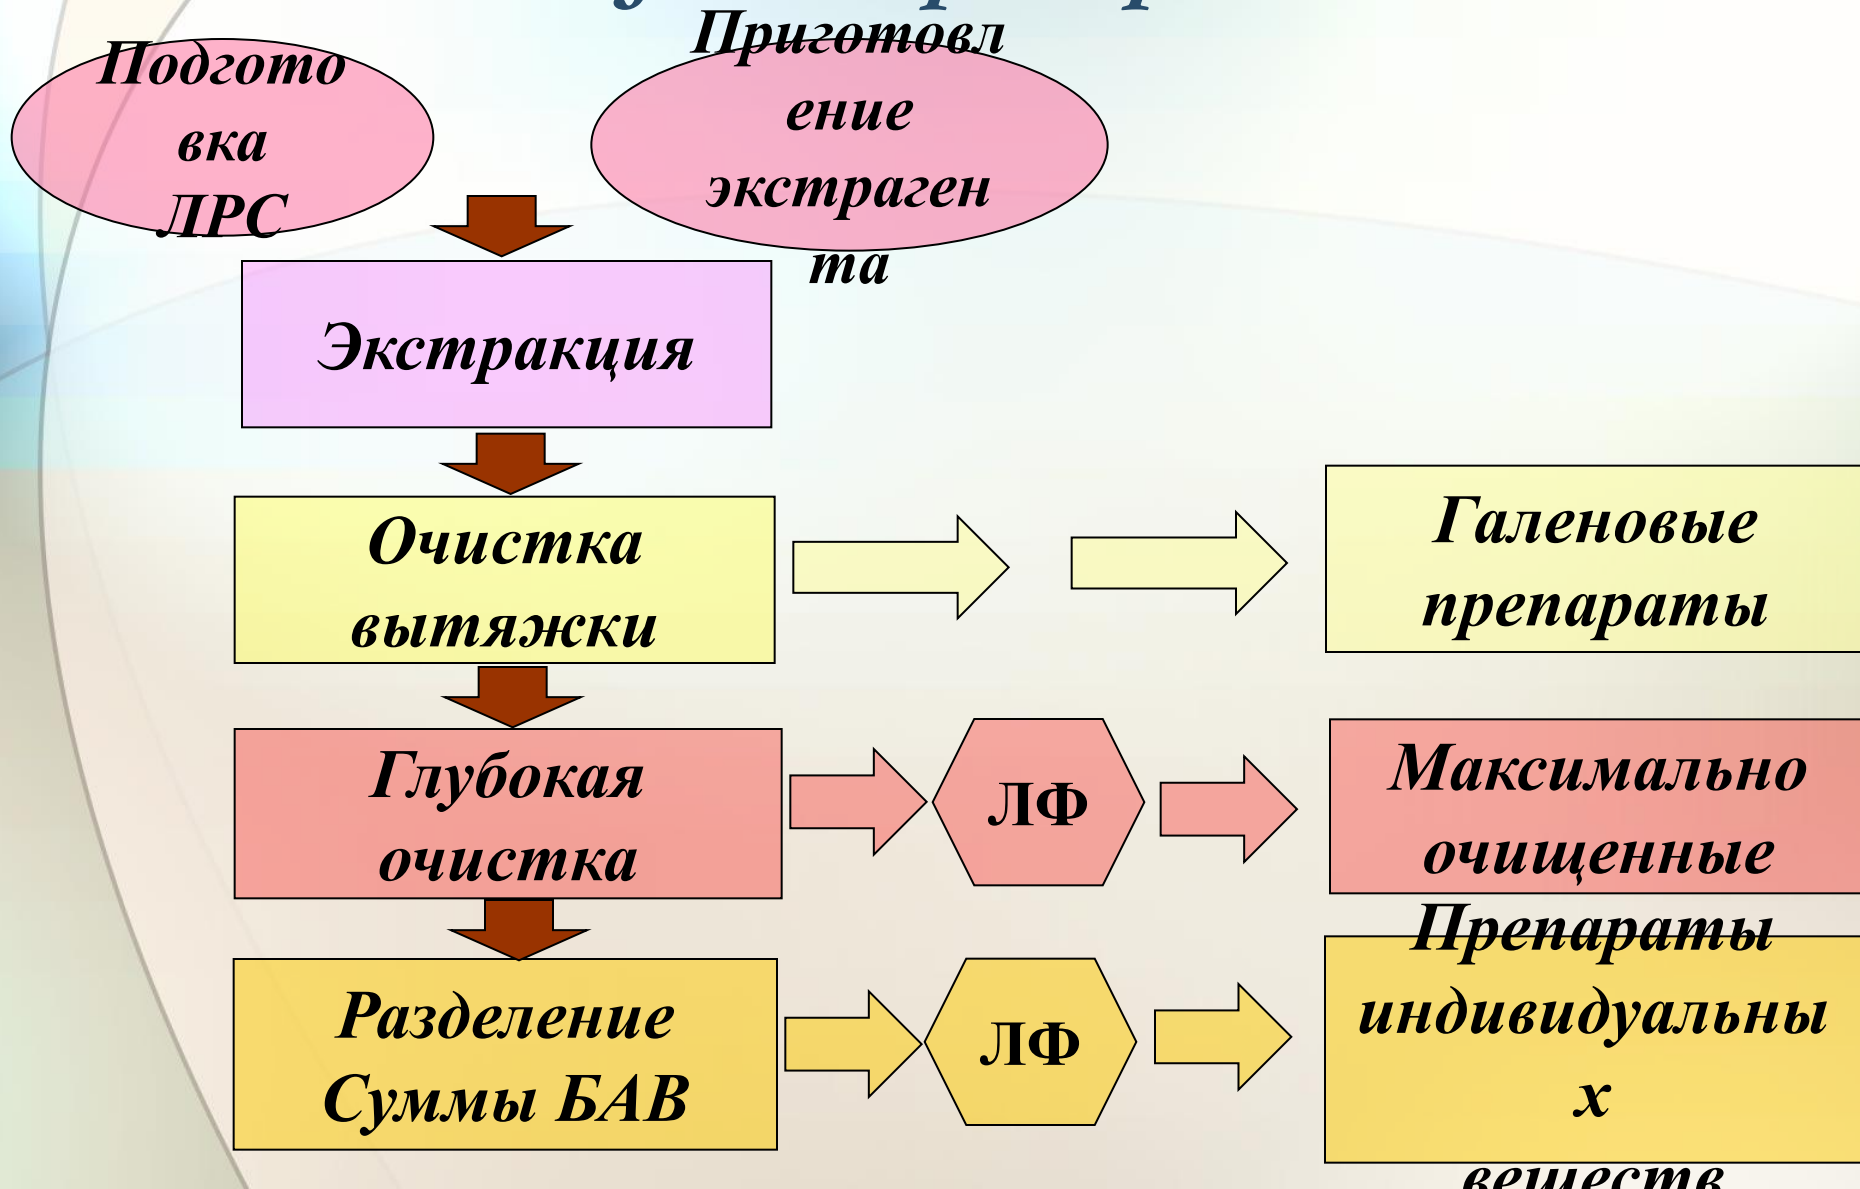 Подгото
вка
ЛРС
Приготовл
ение
экстраген
та
Экстракция
Очистка
вытяжки
Галеновые
препараты
Глубокая
очистка
ЛФ
Максимально
очищенные
Разделение
Суммы БАВ
ЛФ
Препараты
индивидуальны
х
веществ